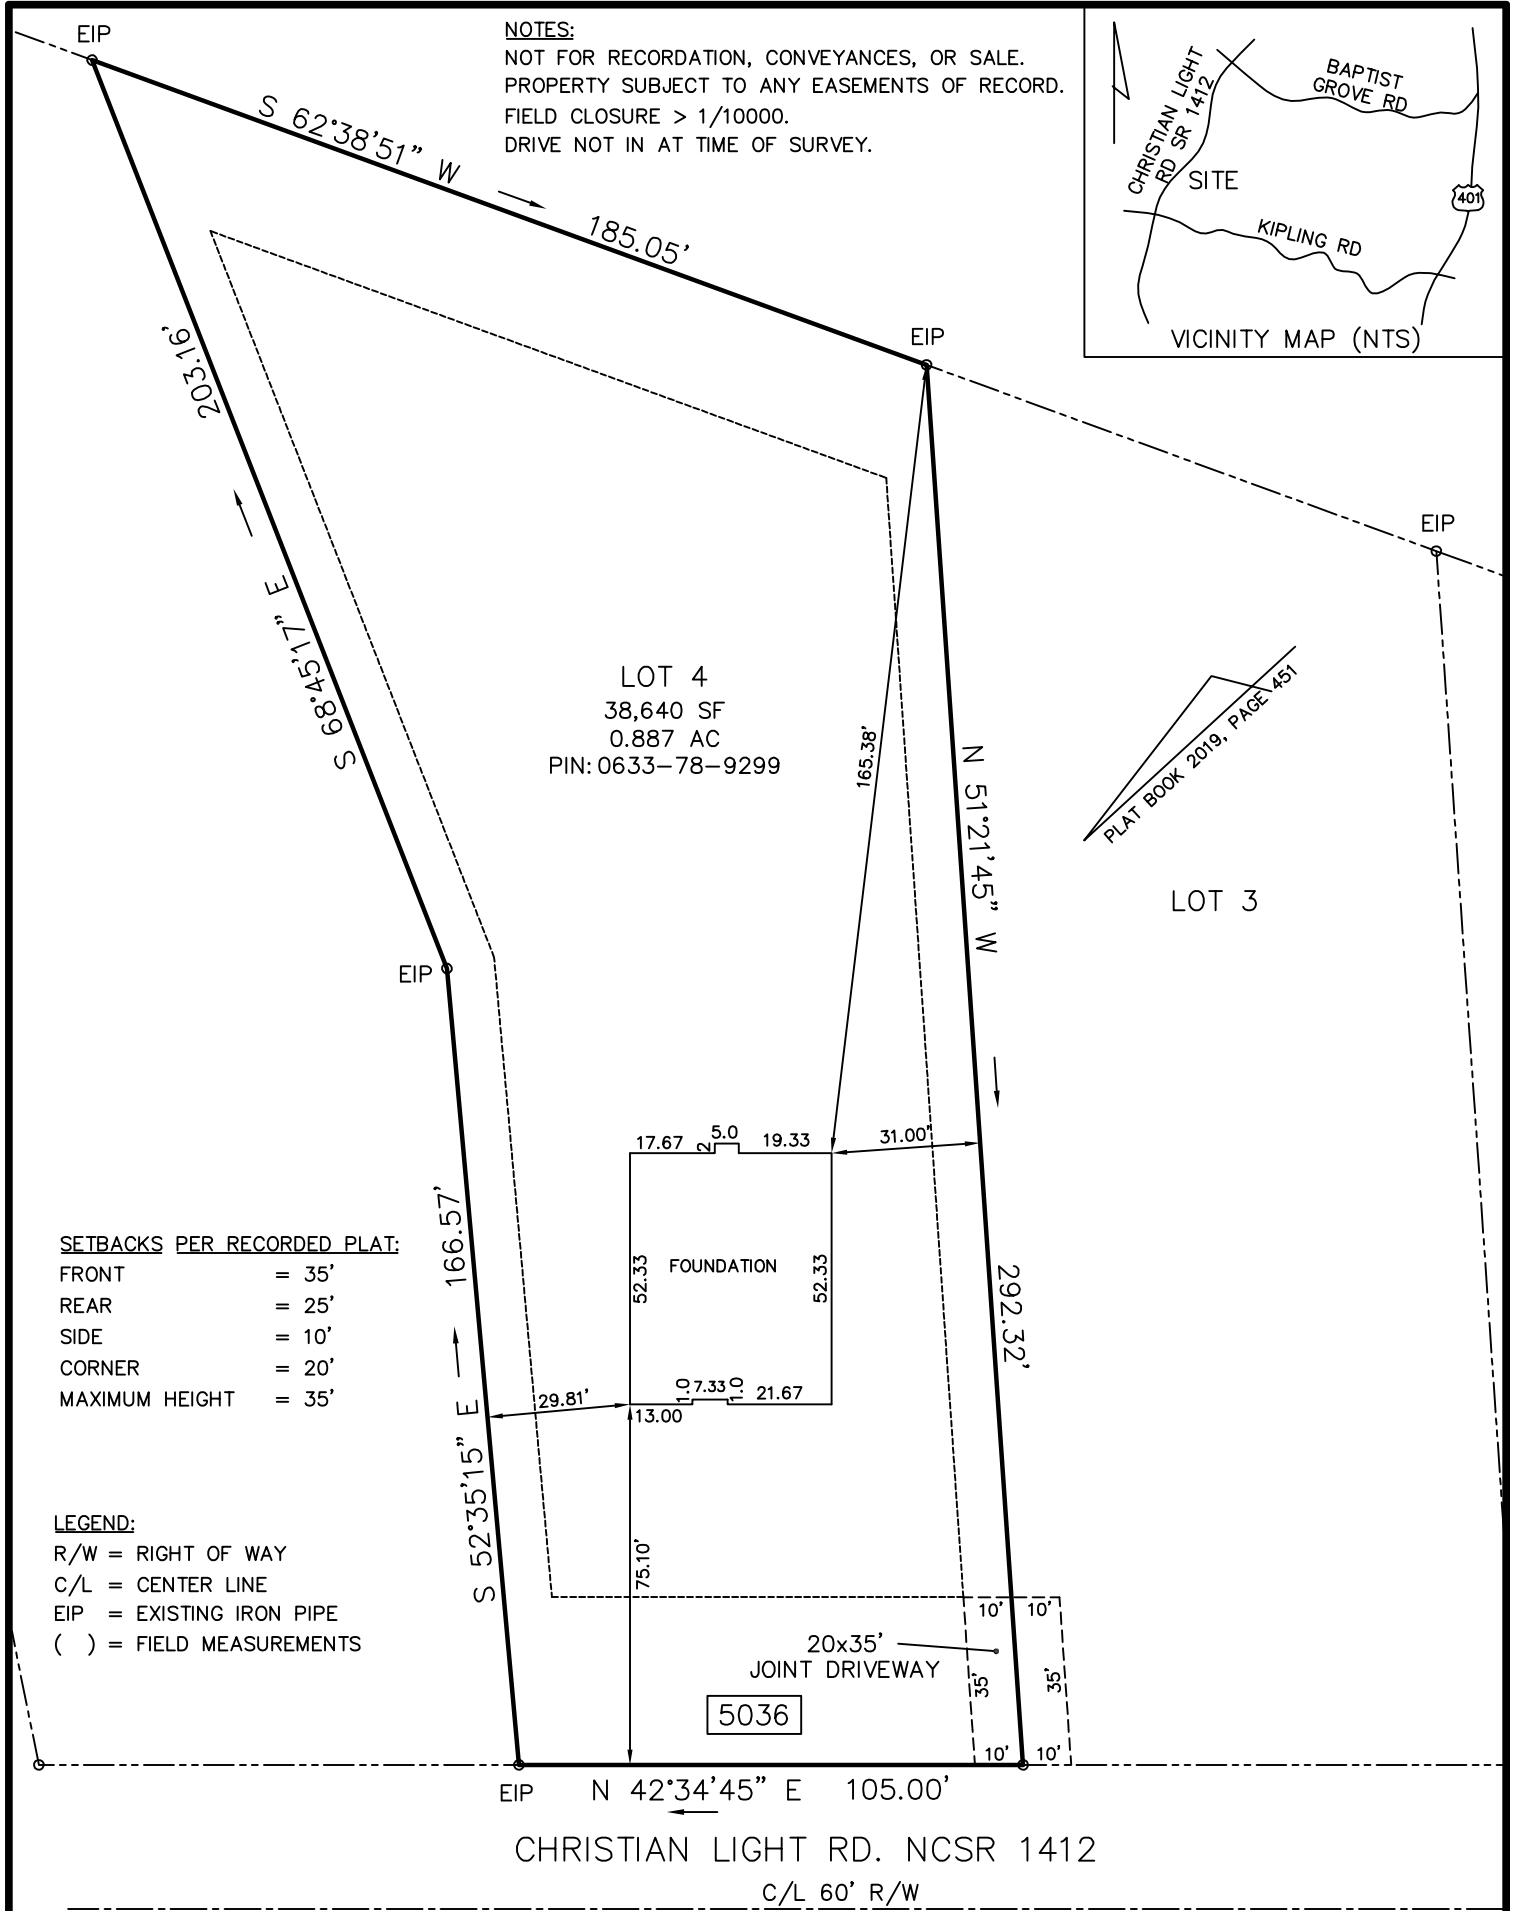 EIP
NOTES:
NOT FOR RECORDATION, CONVEYANCES, OR SALE.
PROPERTY SUBJECT TO ANY EASEMENTS OF RECORD.
FIELD CLOSURE > 1/10000.
DRIVE NOT IN AT TIME OF SURVEY.
CHRISTIAN LIGHT
RD SR 1412
BAPTIST
GROVE RD
SITE
401
KIPLING RD
VICINITY MAP (NTS)
S 62°38'51" W
185.05'
EIP
EIP
203.16'
S 68°45'17" E
LOT 4
38,640 SF
0.887 AC
PIN: 0633-78-9299
165.38'
N 51°21'45" W
292.32'
PLAT BOOK 2019, PAGE 451
LOT 3
EIP
17.67
2
5.0
19.33
31.00'
52.33
FOUNDATION
52.33
166.57'
S 52°35'15" E
29.81'
13.00
1.0
7.33
1.0
21.67
75.10'
SETBACKS PER RECORDED PLAT:
FRONT = 35'
REAR = 25'
SIDE = 10'
CORNER = 20'
MAXIMUM HEIGHT = 35'
LEGEND:
R/W = RIGHT OF WAY
C/L = CENTER LINE
EIP = EXISTING IRON PIPE
( ) = FIELD MEASUREMENTS
10' 10'
20x35'
JOINT DRIVEWAY
35'
35'
5036
10' 10'
EIP
N 42°34'45" E 105.00'
CHRISTIAN LIGHT RD. NCSR 1412
C/L 60' R/W